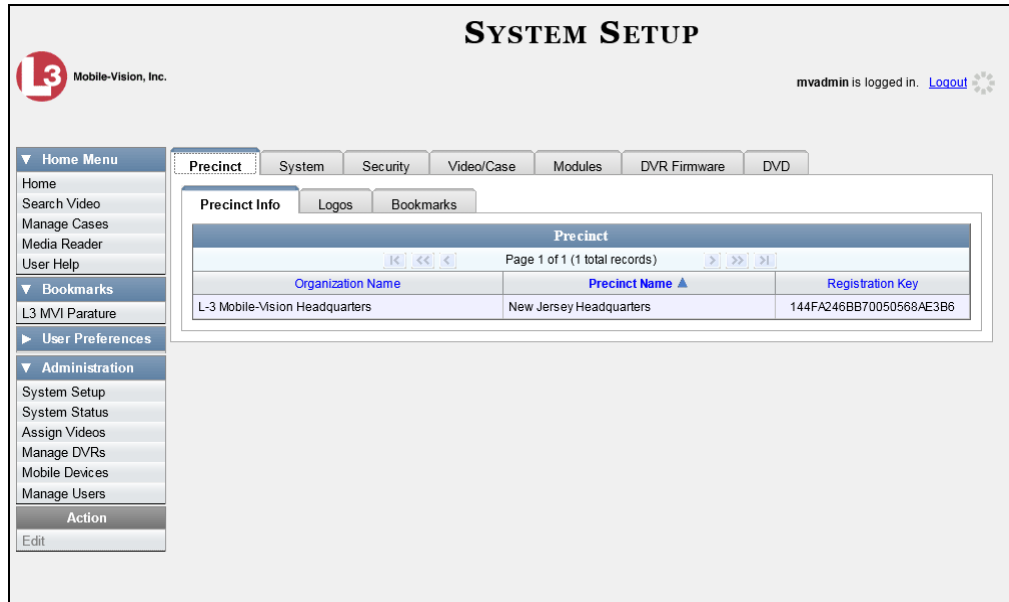 SYSTEM SETUP
L3 Mobile-Vision, Inc.
mvadmin is logged in. Logout
Home Menu
Home
Search Video
Manage Cases
Media Reader
User Help
Bookmarks
L3 MVI Parature
User Preferences
Administration
System Setup
System Status
Assign Videos
Manage DVRs
Mobile Devices
Manage Users
Action
Edit
Precinct System Security Video/Case Modules DVR Firmware DVD
Precinct Info Logos Bookmarks
Precinct
Page 1 of 1 (1 total records)
Organization Name Precinct Name Registration Key
L-3 Mobile-Vision Headquarters New Jersey Headquarters 144FA246BB70050568AE3B6